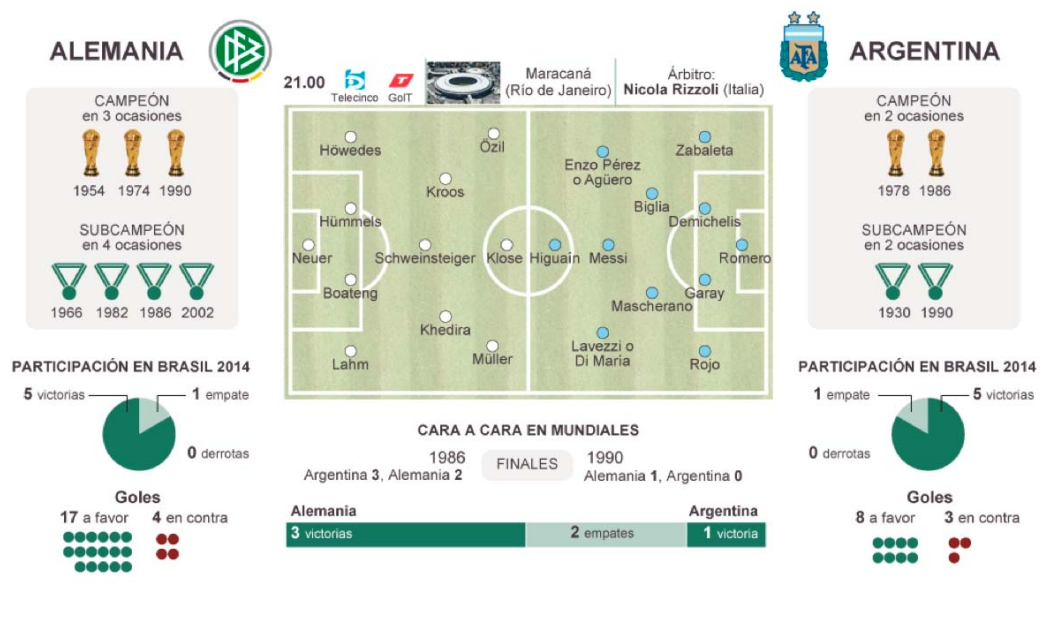 ALEMANIA
DFB
CAMPEÓN
en 3 ocasiones
1954 1974 1990
SUBCAMPEÓN
en 4 ocasiones
1966 1982 1986 2002
PARTICIPACIÓN EN BRASIL 2014
5 victorias
1 empate
0 derrotas
Goles
17 a favor 4 en contra
21.00
Telecinco GolT
Maracaná
(Río de Janeiro)
Árbitro:
Nicola Rizzoli (Italia)
Höwedes
Özil
Kroos
Hümmels
Neuer
Schweinsteiger
Klose
Boateng
Khedira
Müller
Lahm
Enzo Pérez
o Agüero
Zabaleta
Biglia
Demichelis
Higuaín
Messi
Romero
Garay
Mascherano
Lavezzi o
Di Maria
Rojo
CARA A CARA EN MUNDIALES
1986
Argentina 3, Alemania 2
FINALES
1990
Alemania 1, Argentina 0
Alemania
Argentina
3 victorias
2 empates
1 victoria
AFA
ARGENTINA
CAMPEÓN
en 2 ocasiones
1978 1986
SUBCAMPEÓN
en 2 ocasiones
1930 1990
PARTICIPACIÓN EN BRASIL 2014
1 empate
5 victorias
0 derrotas
Goles
8 a favor 3 en contra